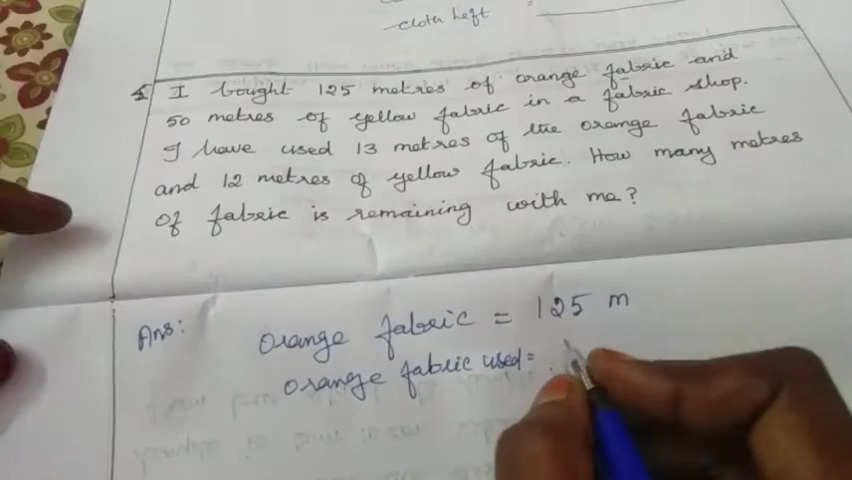 cloth left =
5 I bought 125 metres of orange fabric and
50 metres of yellow fabric in a fabric shop.
I have used 13 metres of the orange fabric
and 12 metres of yellow fabric. How many metres
of fabric is remaining with me?
Ans: orange fabric = 125 m
orange fabric used =